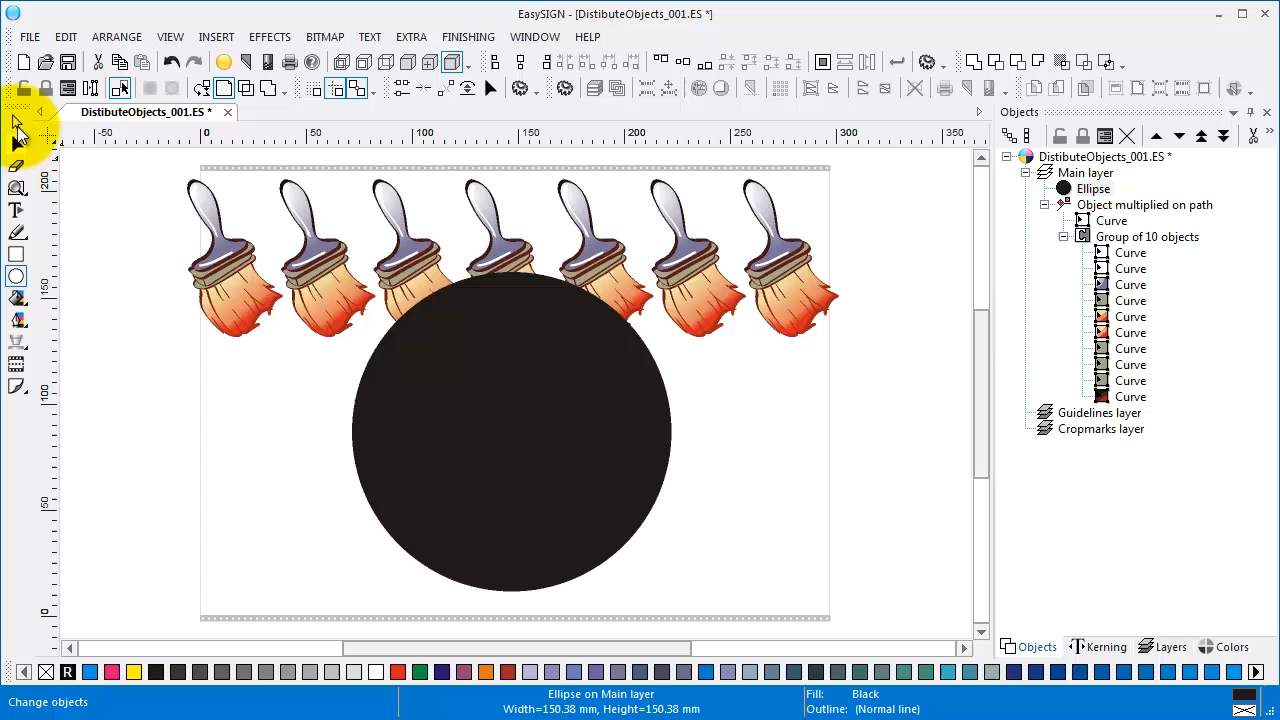 EasySIGN - [DistibuteObjects_001.ES *]
FILE EDIT ARRANGE VIEW INSERT EFFECTS BITMAP TEXT EXTRA FINISHING WINDOW HELP
DistibuteObjects_001.ES *
Objects
-50 0 50 100 150 200 250 300 350
200
150
100
50
0
DistibuteObjects_001.ES *
Main layer
Ellipse
Object multiplied on path
Curve
Group of 10 objects
Curve
Curve
Curve
Curve
Curve
Curve
Curve
Curve
Curve
Curve
Guidelines layer
Cropmarks layer
Objects Kerning Layers Colors
R
Change objects
Ellipse on Main layer
Width=150.38 mm, Height=150.38 mm
Fill: Black
Outline: (Normal line)